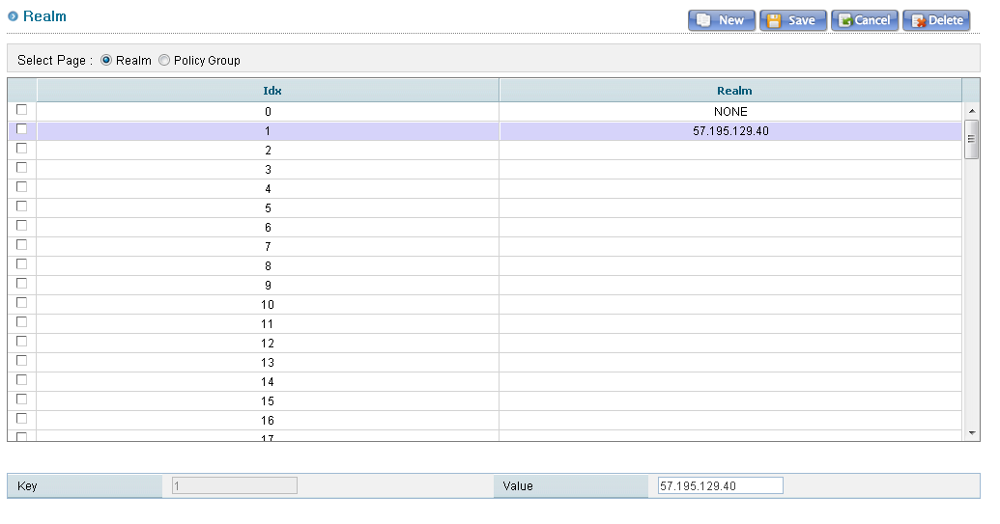 Realm
New Save Cancel Delete
Select Page : Realm Policy Group
Idx Realm
0 NONE
1 57.195.129.40
2
3
4
5
6
7
8
9
10
11
12
13
14
15
16
17
Key 1 Value 57.195.129.40